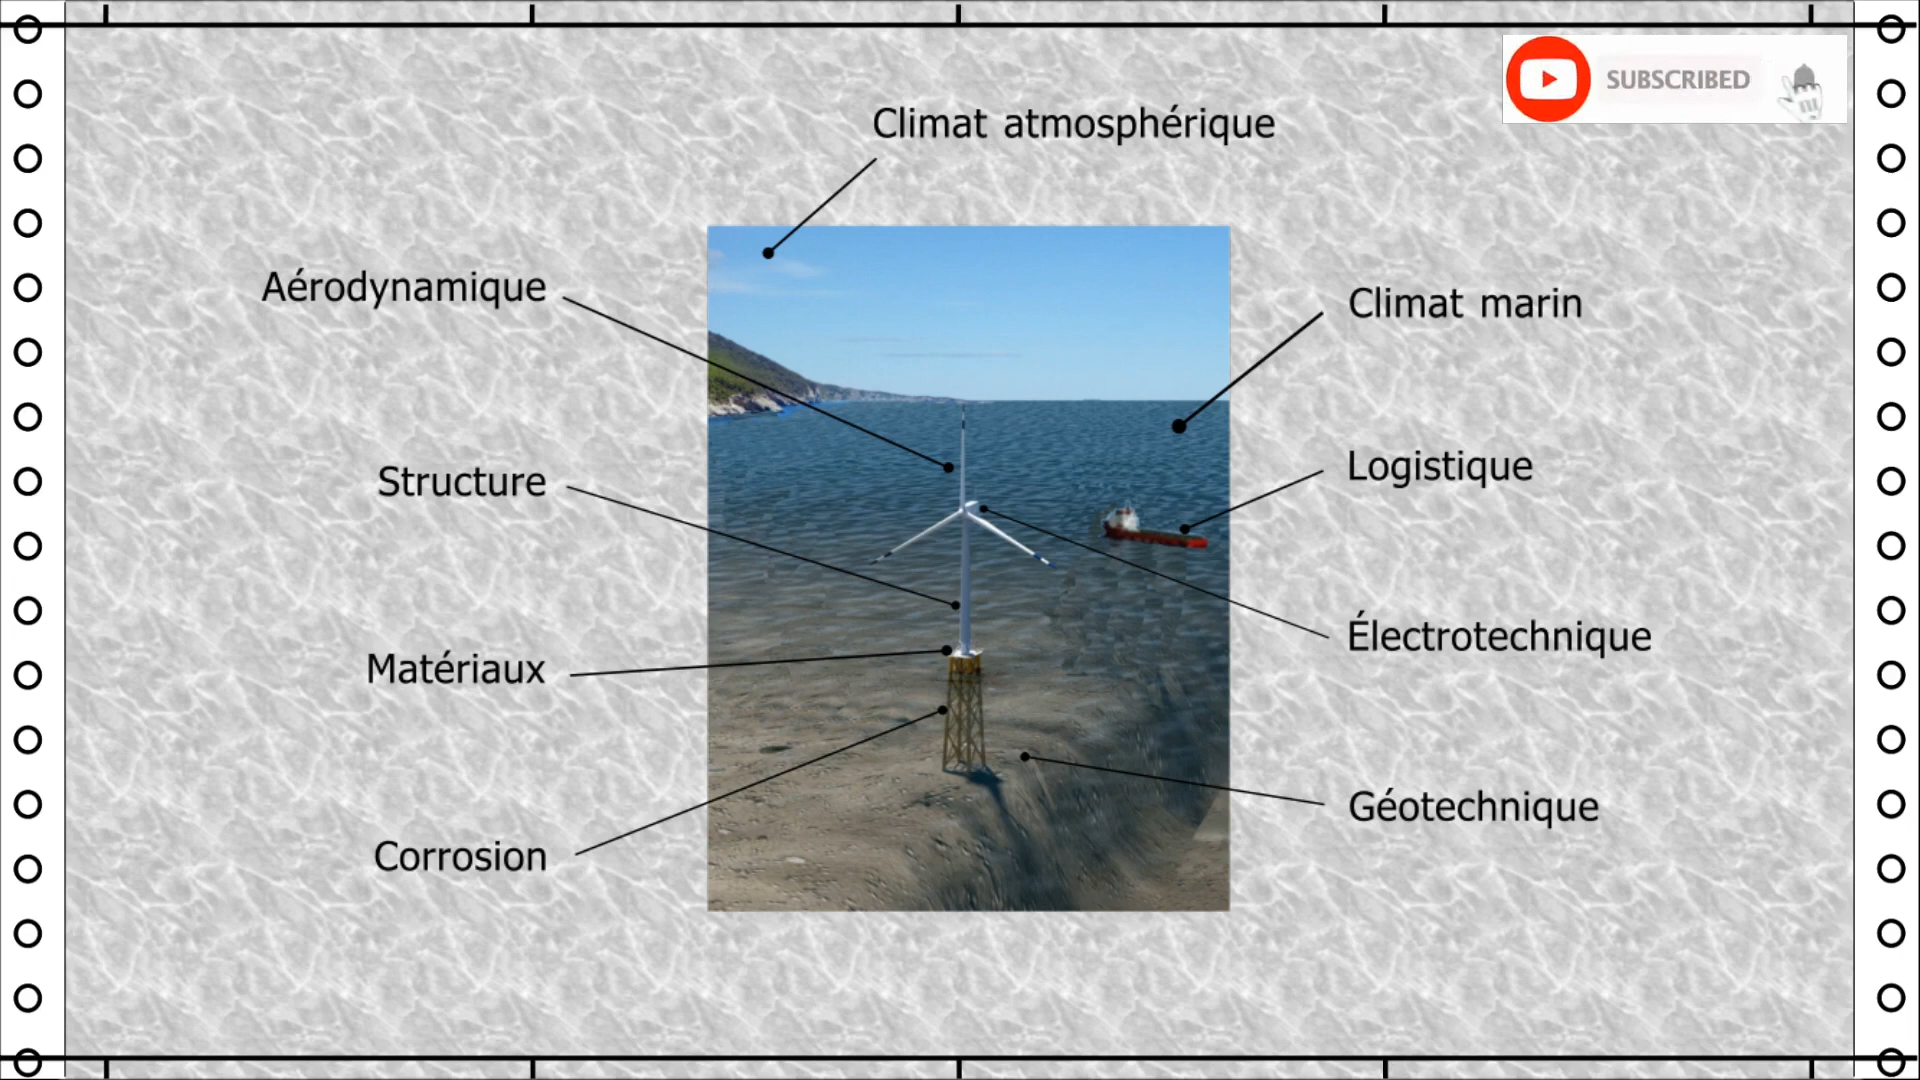 SUBSCRIBED
Climat atmosphérique
Aérodynamique
Climat marin
Structure
Logistique
Matériaux
Électrotechnique
Corrosion
Géotechnique